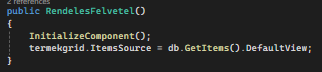 2 references
public RendelesFelvetel()
{
InitializeComponent();
termekgrid.ItemsSource = db.GetItems().DefaultView;
}